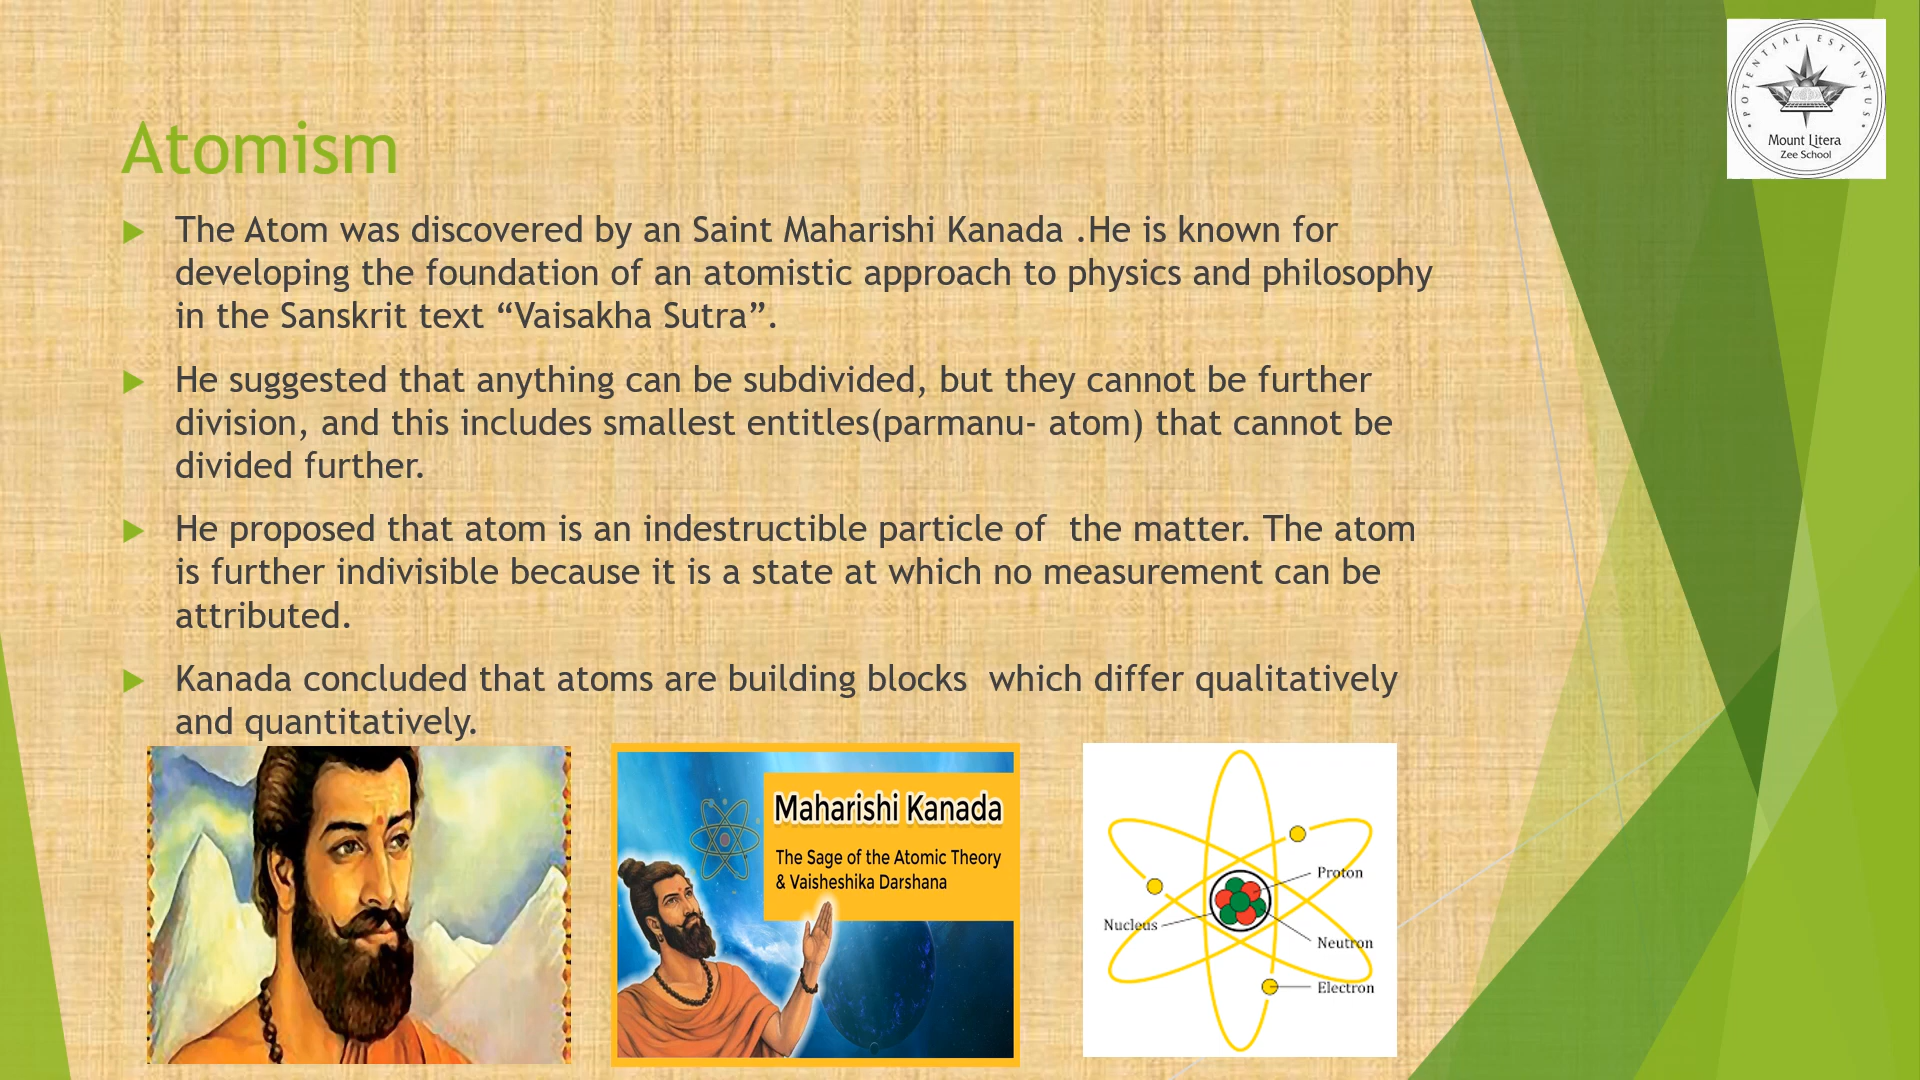 POTENTIAL EST INTUS
Mount Litera
Zee School
Atomism
The Atom was discovered by an Saint Maharishi Kanada .He is known for
developing the foundation of an atomistic approach to physics and philosophy
in the Sanskrit text “Vaisakha Sutra”.
He suggested that anything can be subdivided, but they cannot be further
division, and this includes smallest entitles(parmanu- atom) that cannot be
divided further.
He proposed that atom is an indestructible particle of  the matter. The atom
is further indivisible because it is a state at which no measurement can be
attributed.
Kanada concluded that atoms are building blocks  which differ qualitatively
and quantitatively.
Maharishi Kanada
The Sage of the Atomic Theory
& Vaisheshika Darshana
Proton
Nucleus
Neutron
Electron